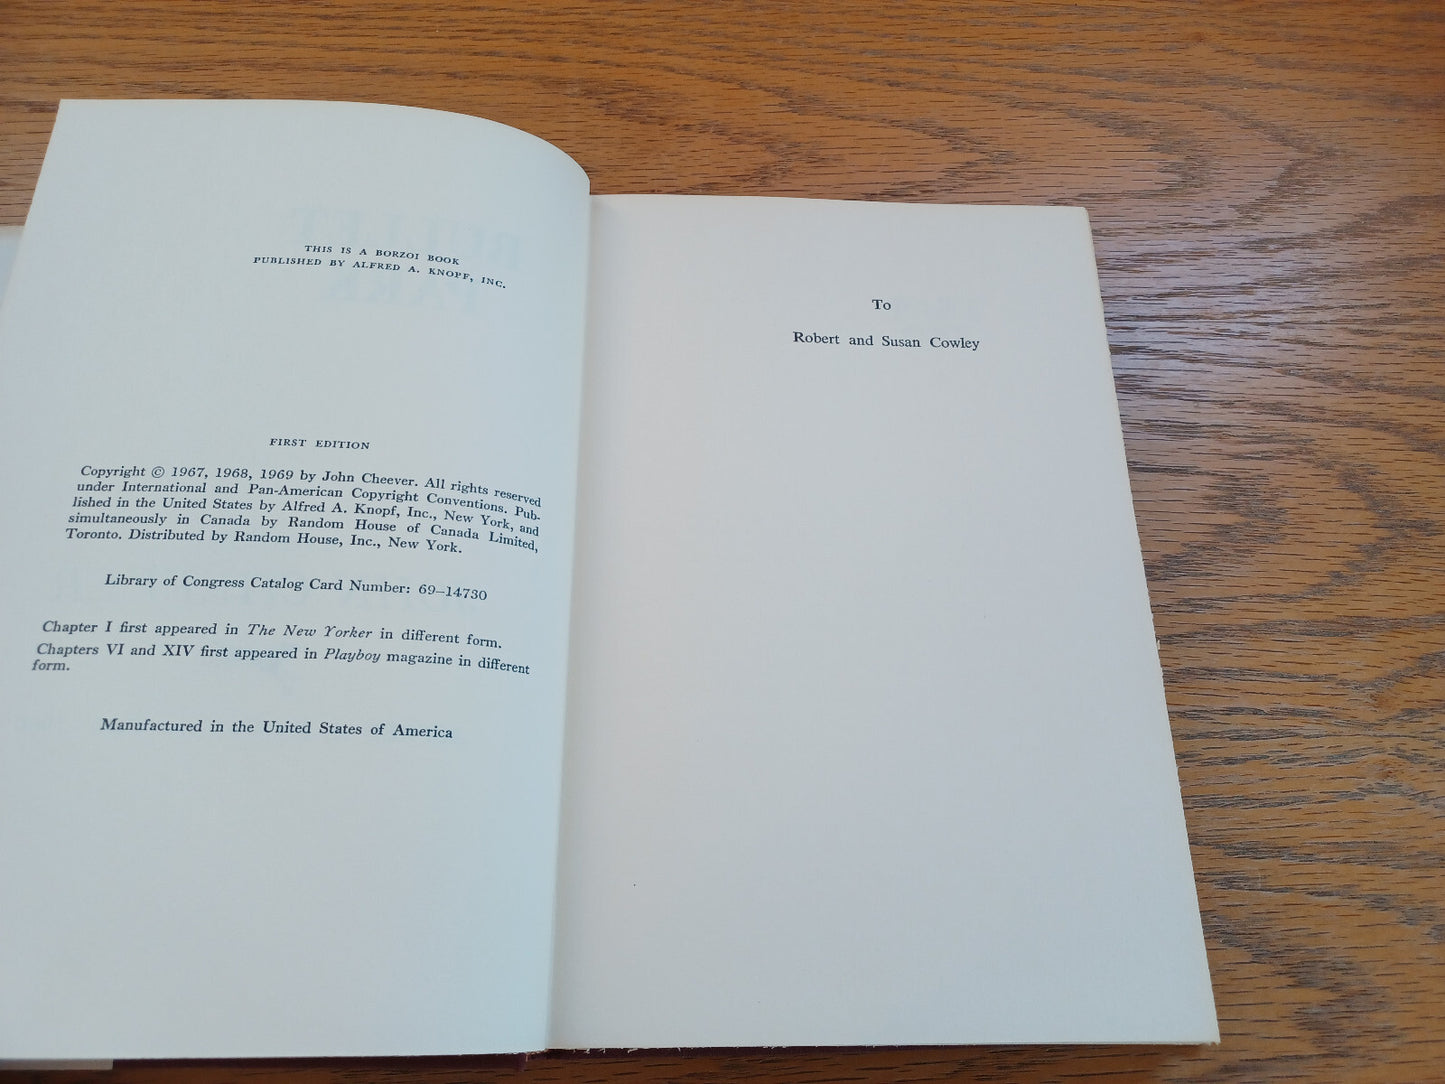 THIS IS A BORZOI BOOK
PUBLISHED BY ALFRED A. KNOPF, INC.
FIRST EDITION
Copyright © 1967, 1968, 1969 by John Cheever. All rights reserved
under International and Pan-American Copyright Conventions. Pub-
lished in the United States by Alfred A. Knopf, Inc., New York, and
simultaneously in Canada by Random House of Canada Limited,
Toronto. Distributed by Random House, Inc., New York.
Library of Congress Catalog Card Number: 69–14730
Chapter I first appeared in The New Yorker in different form.
Chapters VI and XIV first appeared in Playboy magazine in different
form.
Manufactured in the United States of America
To
Robert and Susan Cowley